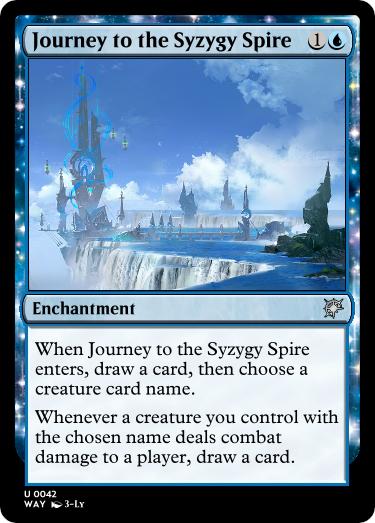 Journey to the Syzygy Spire 1
Enchantment
When Journey to the Syzygy Spire
enters, draw a card, then choose a
creature card name.
Whenever a creature you control with
the chosen name deals combat
damage to a player, draw a card.
U 0042
WAY 3-Ly